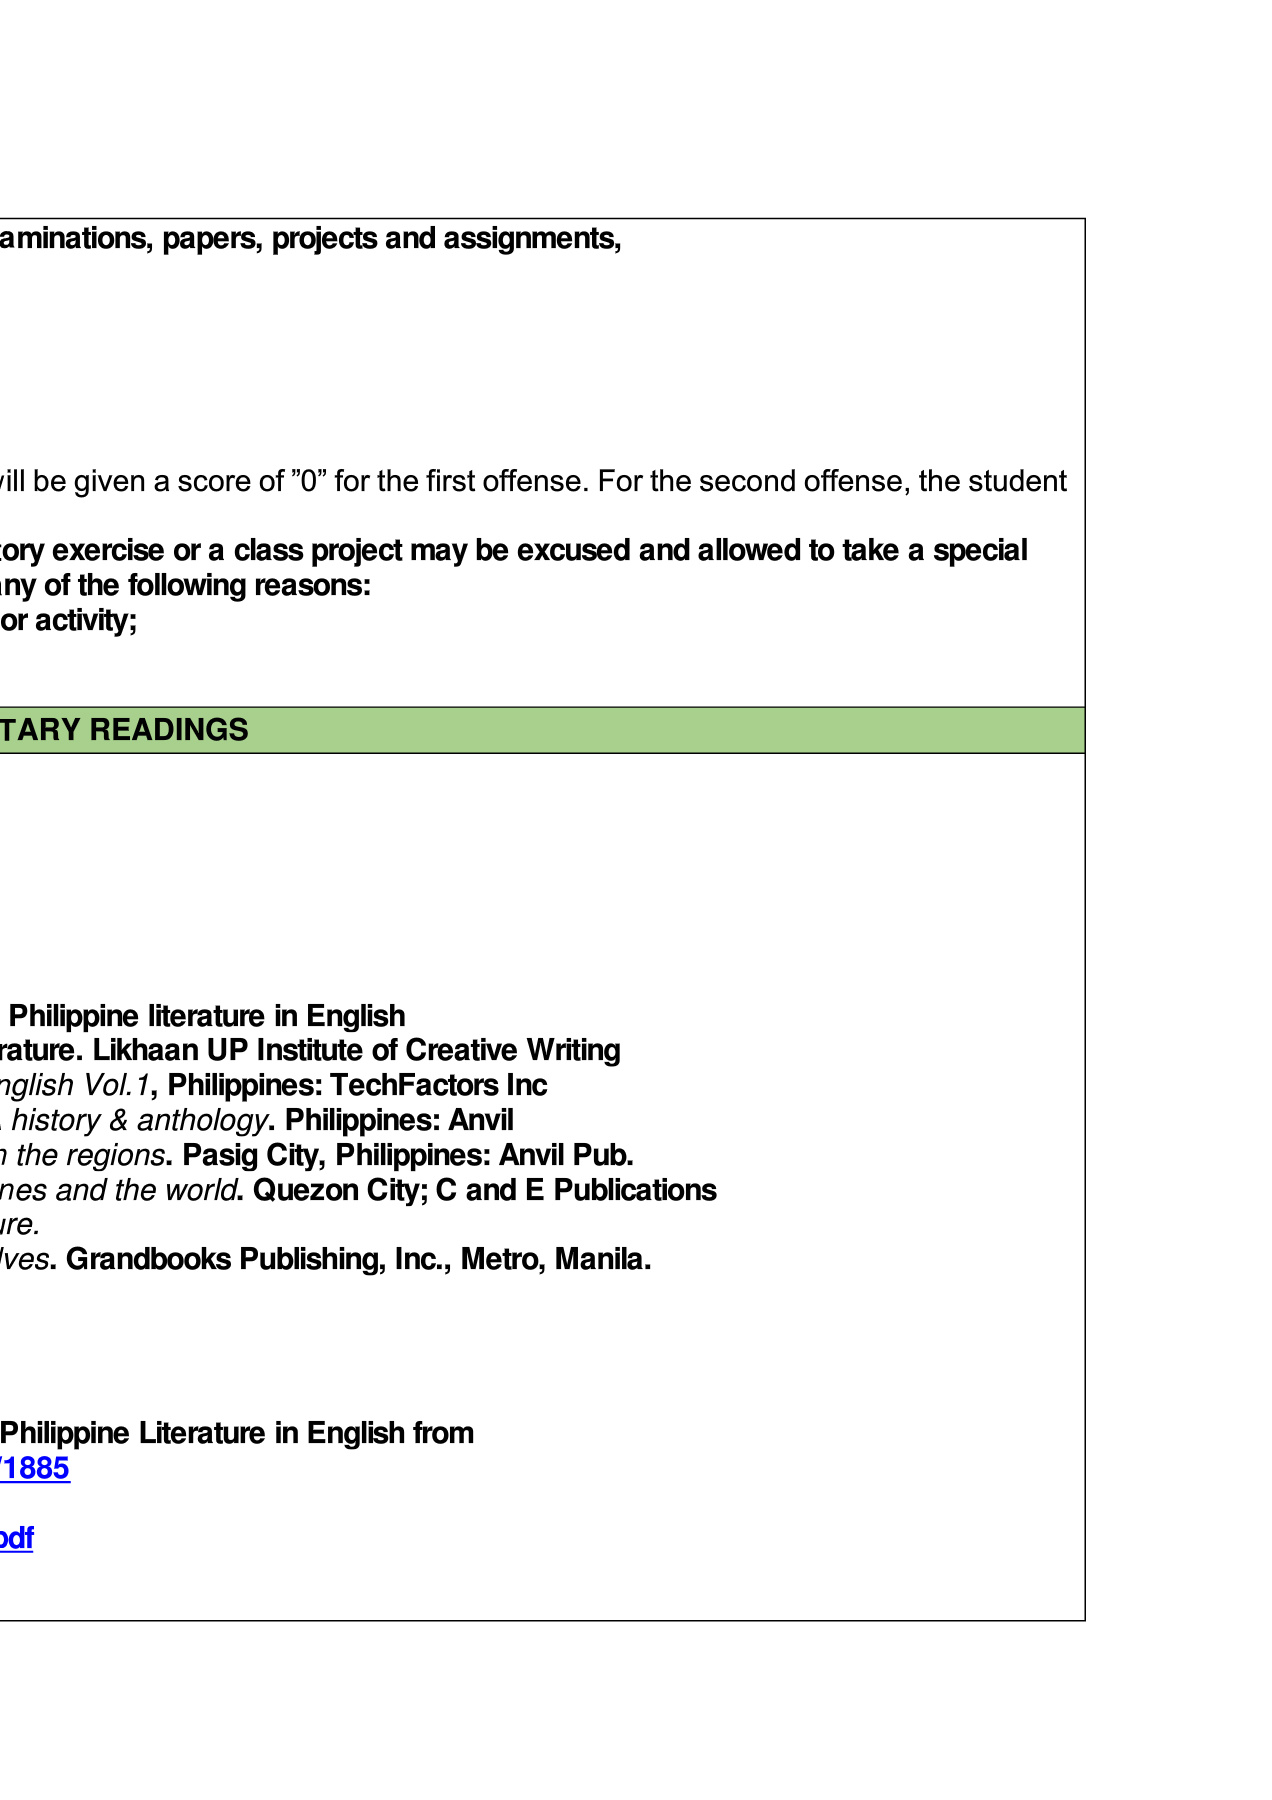 aminations, papers, projects and assignments,
will be given a score of ”0” for the first offense. For the second offense, the student
tory exercise or a class project may be excused and allowed to take a special
any of the following reasons:
or activity;
TARY READINGS
Philippine literature in English
rature. Likhaan UP Institute of Creative Writing
nglish Vol.1, Philippines: TechFactors Inc
A history & anthology. Philippines: Anvil
n the regions. Pasig City, Philippines: Anvil Pub.
nes and the world. Quezon City; C and E Publications
ure.
lves. Grandbooks Publishing, Inc., Metro, Manila.
Philippine Literature in English from
/1885
pdf